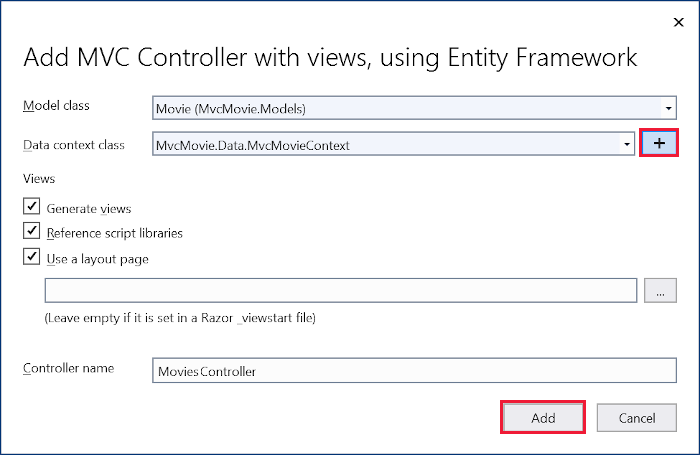 Add MVC Controller with views, using Entity Framework
Model class Movie (MvcMovie.Models)
Data context class MvcMovie.Data.MvcMovieContext +
Views
Generate views
Reference script libraries
Use a layout page
...
(Leave empty if it is set in a Razor _viewstart file)
Controller name MoviesController
Add Cancel